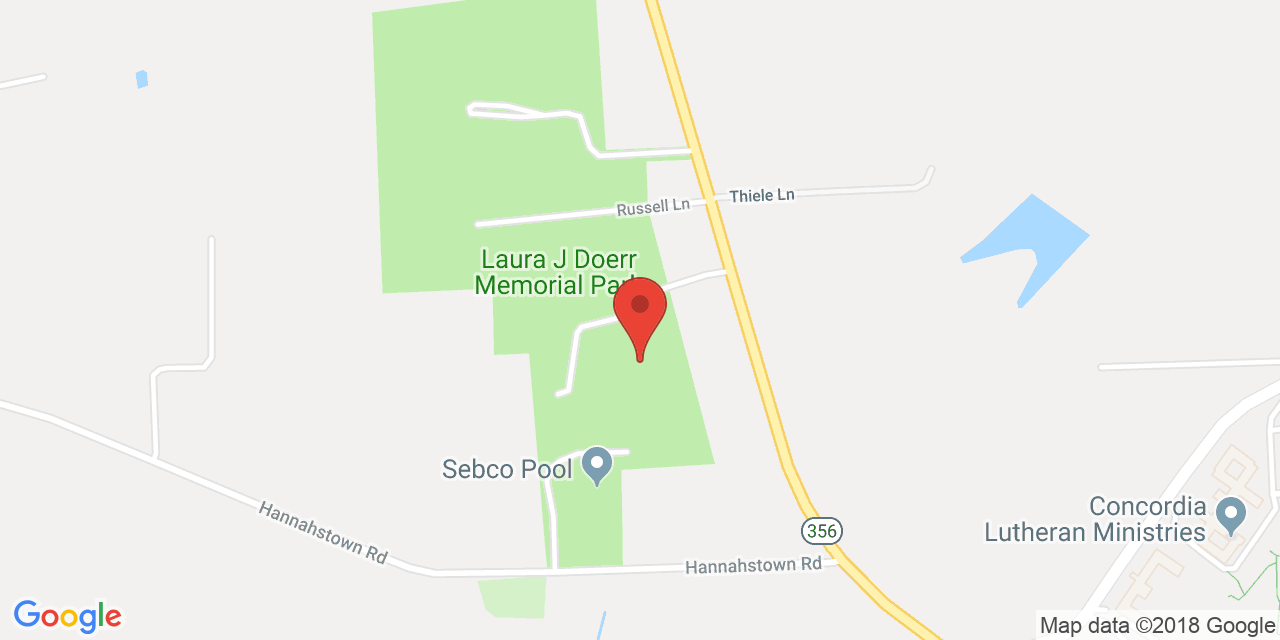 Russell Ln
Thiele Ln
Laura J Doerr
Memorial Park
Sebco Pool
Hannahstown Rd
Concordia
Lutheran Ministries
356
Hannahstown Rd
Google
Map data ©2018 Google